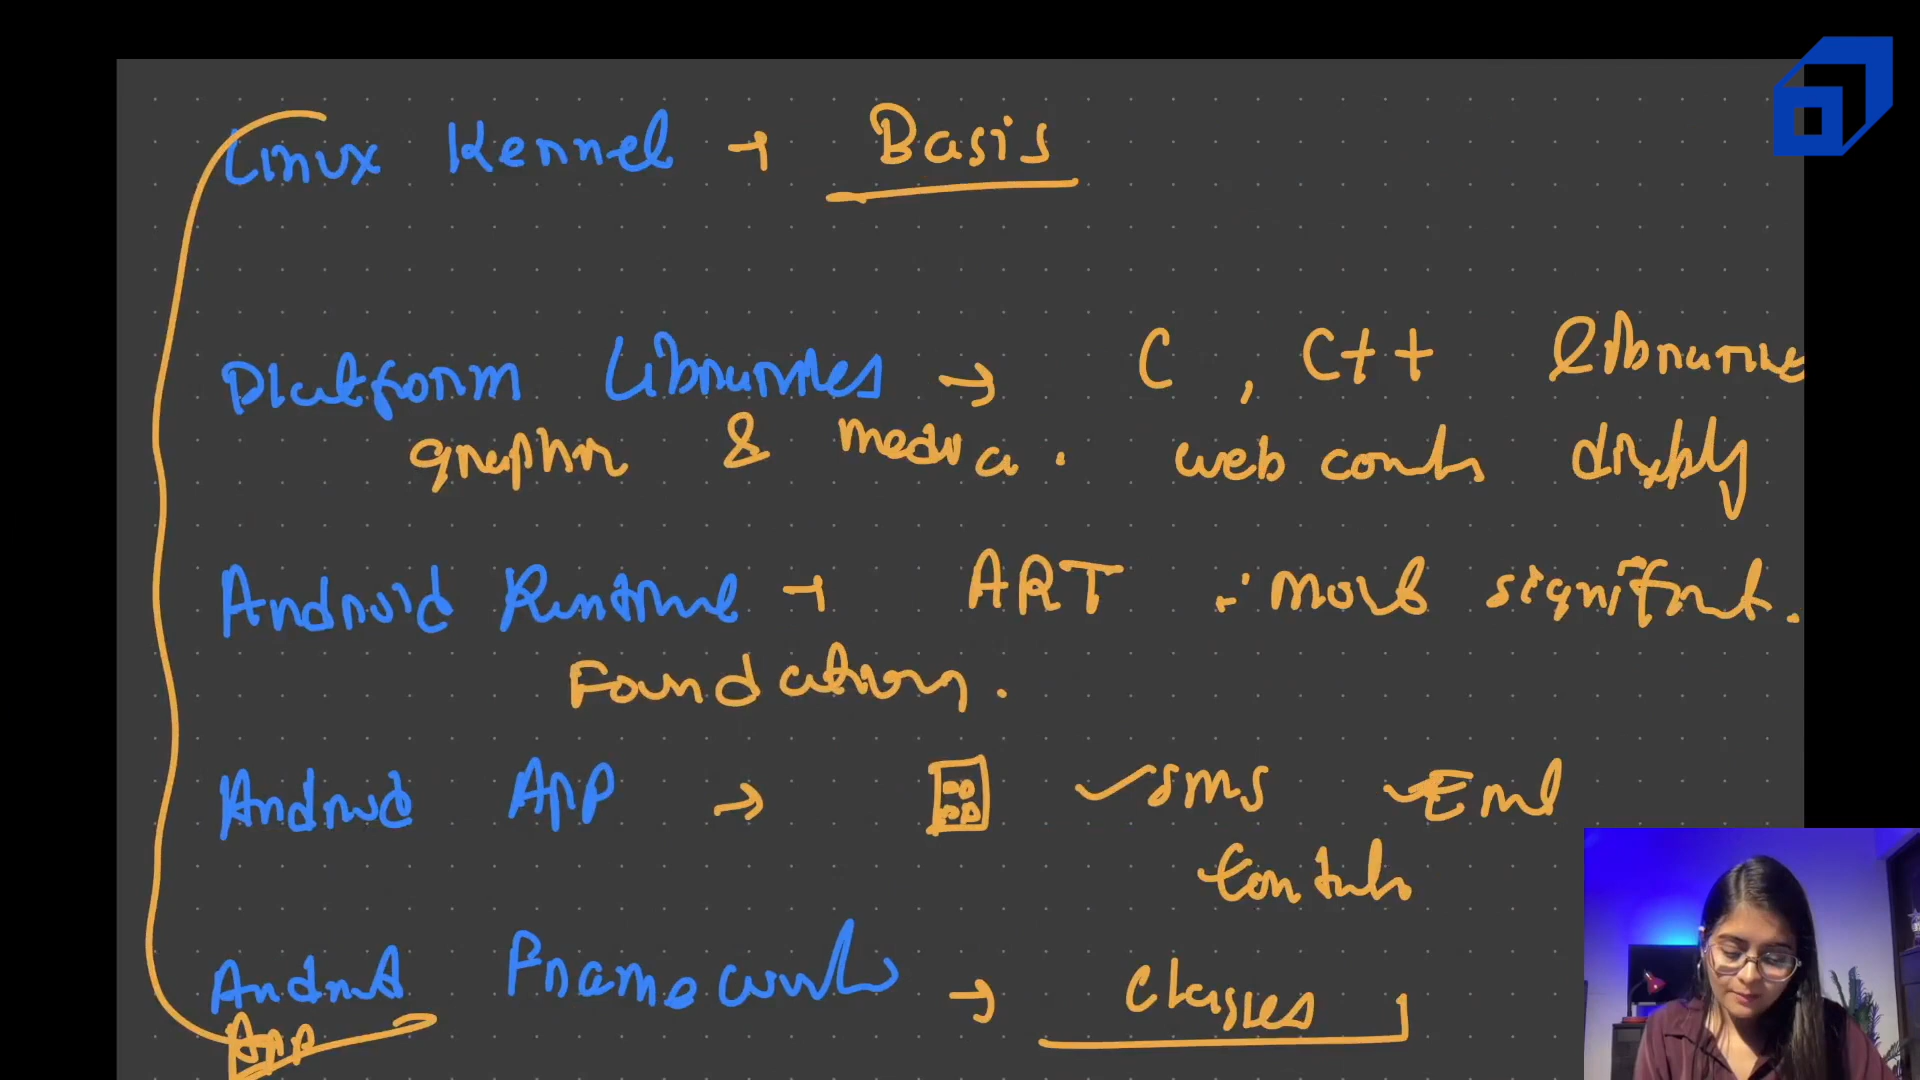 Linux Kernel → Basis
Platform Libraries → C, C++ libraries
graphics & media. web display
Android Runtime → ART : most significant.
Foundation.
Android App → SMS Email
Contacts
Android Framework → classes
App